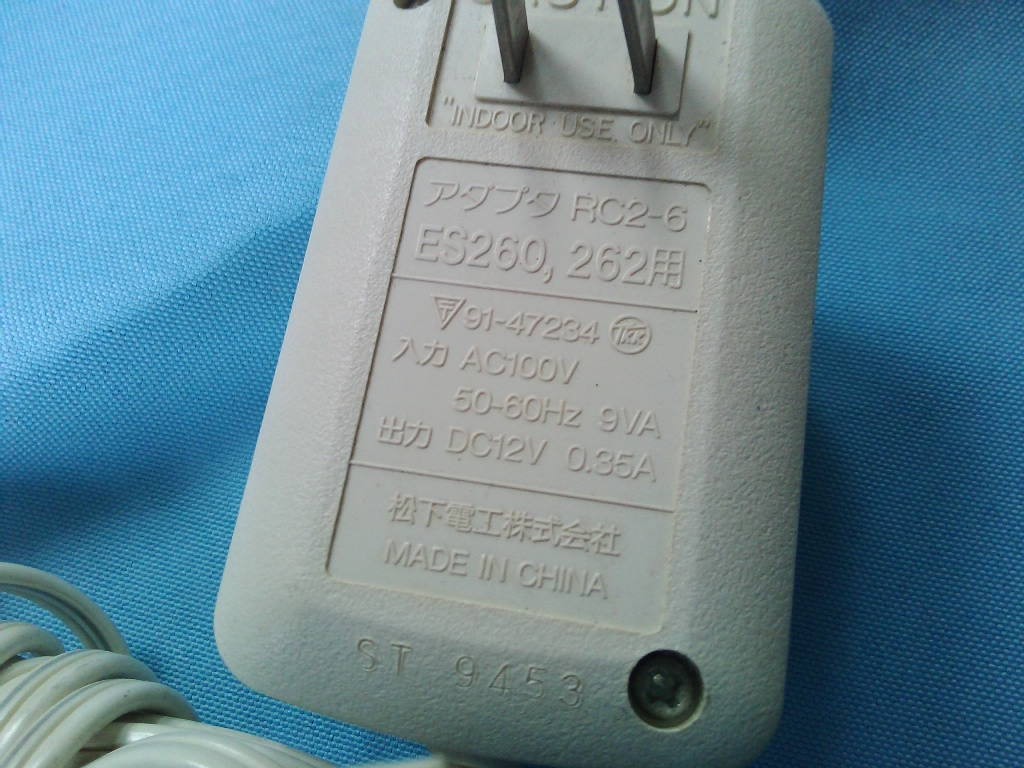 CAUTION
"INDOOR USE ONLY"
アダプタ RC2-6
ES260, 262用
91-47234 TKK
入力 AC100V
50-60Hz 9VA
出力 DC12V 0.35A
松下電工株式会社
MADE IN CHINA
ST 9453